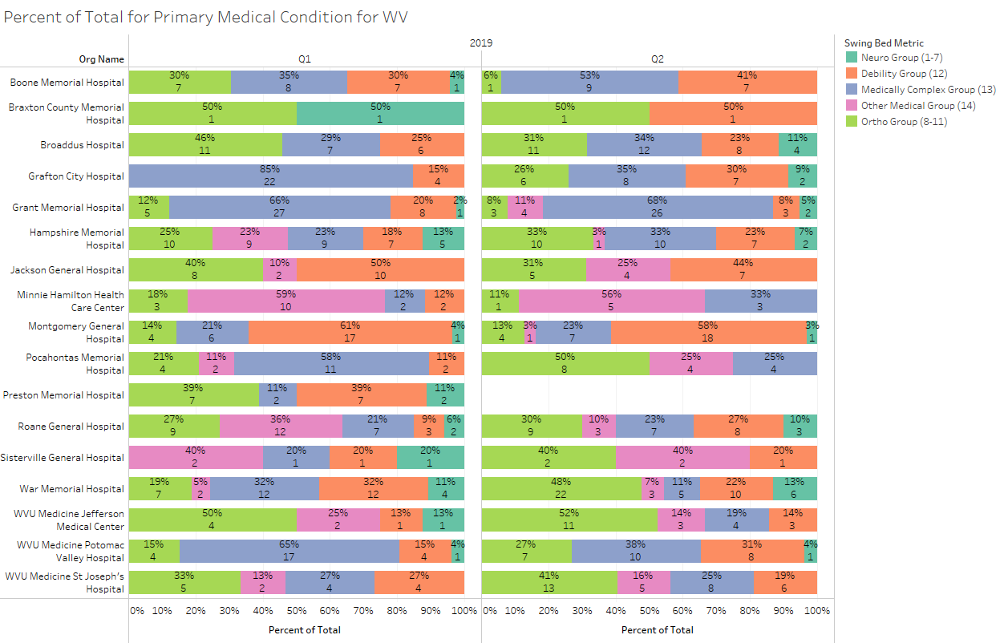 Percent of Total for Primary Medical Condition for WV
2019
Org Name Q1 Q2
Swing Bed Metric
Neuro Group (1-7)
Debility Group (12)
Medically Complex Group (13)
Other Medical Group (14)
Ortho Group (8-11)
Boone Memorial Hospital
30% 35% 30% 4% 6% 53% 41%
7 8 7 1 1 9 7
Braxton County Memorial
Hospital
50% 50% 50% 50%
1 1 1 1
Broaddus Hospital
46% 29% 25% 31% 34% 23% 11%
11 7 6 11 12 8 4
Grafton City Hospital
85% 15% 26% 35% 30% 9%
22 4 6 8 7 2
Grant Memorial Hospital
12% 66% 20% 2% 8% 11% 68% 8% 5%
5 27 8 1 3 4 26 3 2
Hampshire Memorial
Hospital
25% 23% 23% 18% 13% 33% 3% 33% 23% 7%
10 9 9 7 5 10 1 10 7 2
Jackson General Hospital
40% 10% 50% 31% 25% 44%
8 2 10 5 4 7
Minnie Hamilton Health
Care Center
18% 59% 12% 12% 11% 56% 33%
3 10 2 2 1 5 3
Montgomery General
Hospital
14% 21% 61% 4% 13% 3% 23% 58% 3%
4 6 17 1 4 1 7 18 1
Pocahontas Memorial
Hospital
21% 11% 58% 11% 50% 25% 25%
4 2 11 2 8 4 4
Preston Memorial Hospital
39% 11% 39% 11%
7 2 7 2
Roane General Hospital
27% 36% 21% 9% 6% 30% 10% 23% 27% 10%
9 12 7 3 2 9 3 7 8 3
Sisterville General Hospital
40% 20% 20% 20% 40% 40% 20%
2 1 1 1 2 2 1
War Memorial Hospital
19% 5% 32% 32% 11% 48% 7% 11% 22% 13%
7 2 12 12 4 22 3 5 10 6
WVU Medicine Jefferson
Medical Center
50% 25% 13% 13% 52% 14% 19% 14%
4 2 1 1 11 3 4 3
WVU Medicine Potomac
Valley Hospital
15% 65% 15% 4% 27% 38% 31% 4%
4 17 4 1 7 10 8 1
WVU Medicine St Joseph's
Hospital
33% 13% 27% 27% 41% 16% 25% 19%
5 2 4 4 13 5 8 6
0% 10% 20% 30% 40% 50% 60% 70% 80% 90% 100% 0% 10% 20% 30% 40% 50% 60% 70% 80% 90% 100%
Percent of Total Percent of Total